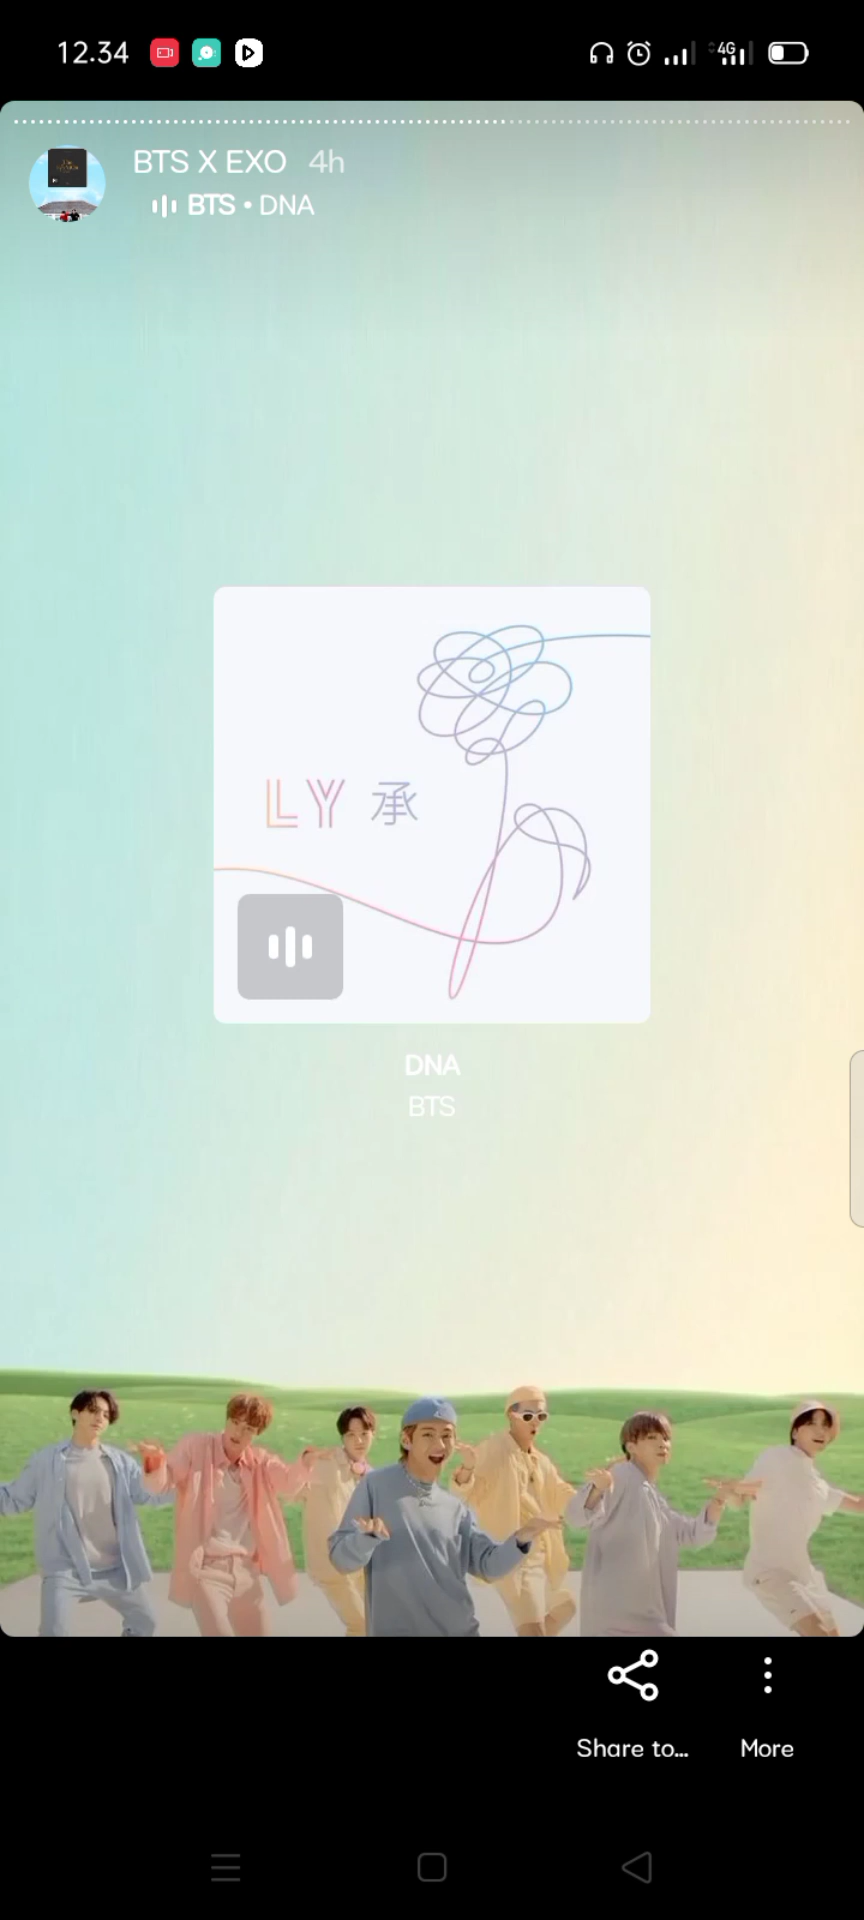 12.34
4G
BTS X EXO 4h
BTS • DNA
LY 承
DNA
BTS
Share to...
More